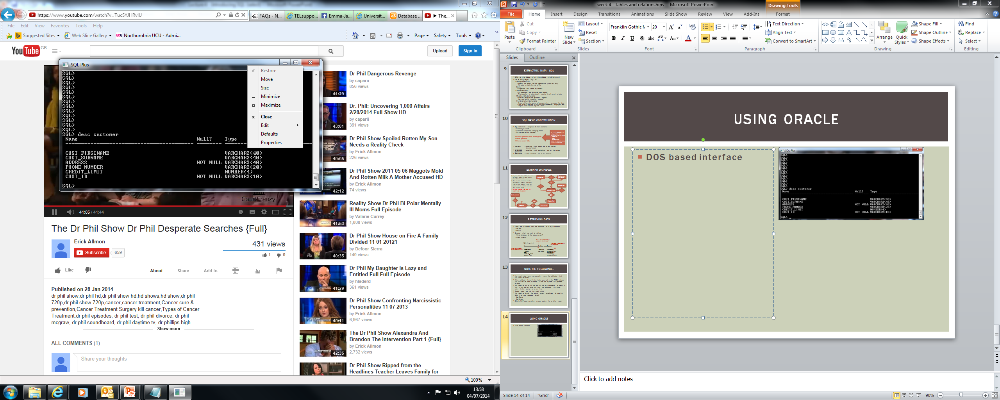 https://www.youtube.com/watch?v=TucSYJHRvIU
FAQs - N...
TELsuppo...
Emma-Ja...
Universit...
Database ...
The...
File Edit View Favorites Tools Help
Suggested Sites
Web Slice Gallery
Northumbria UCU - Admi...
Page Safety Tools
YouTube GB
Upload
Sign in
SQL Plus
Restore
Move
Size
Minimize
Maximize
Close
Edit
Defaults
Properties
SQL>
SQL>
SQL>
SQL>
SQL>
SQL>
SQL>
SQL>
SQL>
SQL>
SQL>
SQL>
SQL>
SQL> desc customer
Name Null? Type
CUST_FIRSTNAME VARCHAR2(40)
CUST_SURNAME VARCHAR2(40)
ADDRESS NOT NULL VARCHAR2(40)
PHONE_NUMBER VARCHAR2(20)
CREDIT_LIMIT NUMBER(4)
CUST_ID NOT NULL VARCHAR2(10)
SQL>
CourtFrenzy
41:05 / 41:44
The Dr Phil Show Dr Phil Desperate Searches {Full}
Erick Allmon
Subscribe 659
431 views
1 0
Like
About Share Add to
Published on 28 Jan 2014
dr phil show,dr phil hd,dr phil show hd,hd shows,hd show,dr phil
720p,dr phil show 720p,cancer,cancer treatment,Cancer cure &
prevention,Cancer Treatment Surgery kill cancer,Types of Cancer
Treatment,dr phil episodes, dr phil test, dr phil divorce, dr phil
mcgraw, dr phil soundboard, dr phil daytime tv, dr phillips high
Show more
ALL COMMENTS (1)
Share your thoughts
Dr Phil Dangerous Revenge
by caparii
856 views
41:29
Dr. Phil: Uncovering 1,000 Affairs
2/28/2014 Full Show HD
by caparii
391 views
43:01
Dr Phil Show Spoiled Rotten My Son
Needs a Reality Check
by Erick Allmon
226 views
40:05
Dr Phil Show 2011 05 06 Maggots Mold
And Rotten Milk A Mother Accused HD
by Erick Allmon
74 views
42:12
Reality Show Dr Phil Bi Polar Mentally
Ill Moms Full Episode
by Valarie Currey
1,800 views
41:53
Dr Phil Show House on Fire A Family
Divided 11 01 20121
by Defoor Sierra
140 views
40:35
Dr Phil My Daughter is Lazy and
Entitled Full Full Episode
by hlsderd
361 views
41:29
Dr Phil Show Confronting Narcissistic
Personalities 11 07 2013
by Erick Allmon
6,967 views
40:11
The Dr Phil Show Alexandra And
Brandon The Intervention Part 1 {Full}
by Erick Allmon
2,732 views
42:35
Dr Phil Show Ripped from the
Headlines Teacher Leaves Family for
100%
13:58
04/07/2014
week 4 - tables and relationships - Microsoft PowerPoint
Drawing Tools
File Home Insert Design Transitions Animations Slide Show Review View Add-Ins Format
Paste
Cut
Copy
Format Painter
Clipboard
New
Slide
Layout
Reset
Section
Slides
Franklin Gothic M 20
B I U S abc AV Aa A
Font
Text Direction
Align Text
Convert to SmartArt
Paragraph
Arrange
Quick
Styles
Shape Fill
Shape Outline
Shape Effects
Drawing
Find
Replace
Select
Editing
Slides Outline
9
EXTRACTING DATA - SQL
10
SQL BASIC CONSTRUCTION
11
SEMINAR DATABASE
12
RETRIEVING DATA
13
NOTE THE FOLLOWING...
14
USING ORACLE
DOS based interface
USING ORACLE
DOS based interface
SQL Plus
SQL> desc customer
Name Null? Type
CUST_FIRSTNAME VARCHAR2(40)
CUST_SURNAME VARCHAR2(40)
ADDRESS NOT NULL VARCHAR2(40)
PHONE_NUMBER VARCHAR2(20)
CREDIT_LIMIT NUMBER(4)
CUST_ID NOT NULL VARCHAR2(10)
SQL>
Click to add notes
Slide 14 of 14 "Grid" 90%